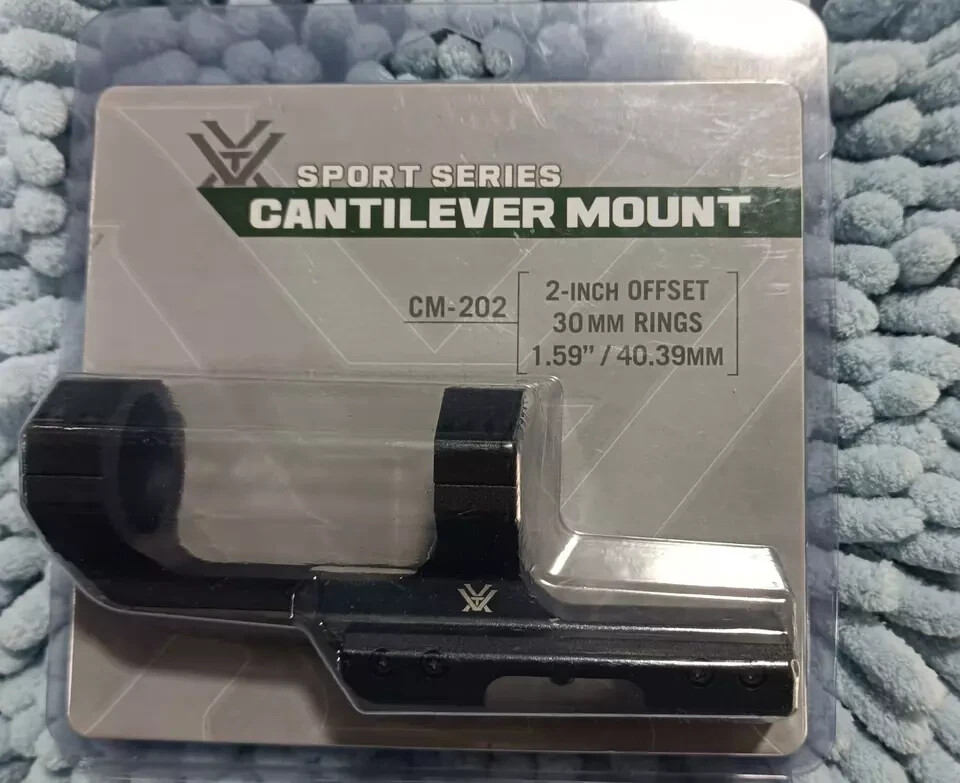 SPORT SERIES
CANTILEVER MOUNT
CM-202
2-INCH OFFSET
30MM RINGS
1.59” / 40.39MM